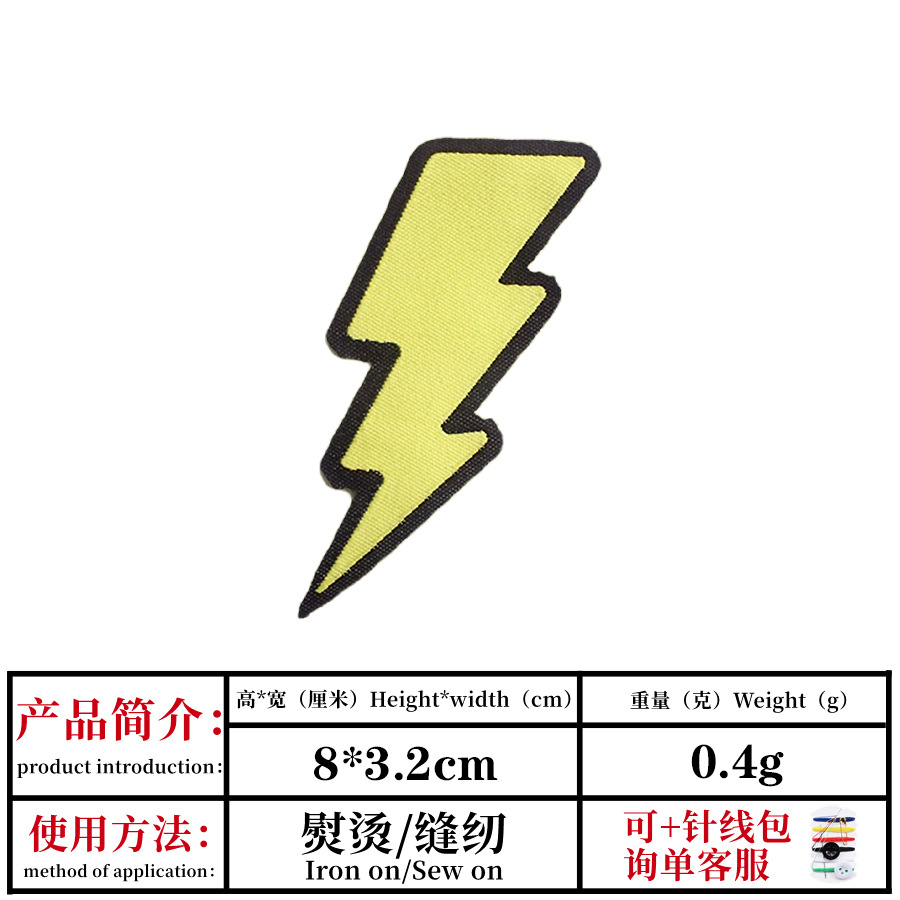 产品简介：
product introduction:
高*宽（厘米）Height*width（cm）
重量（克）Weight（g）
8*3.2cm
0.4g
使用方法：
method of application:
熨烫/缝纫
Iron on/Sew on
可+针线包
询单客服